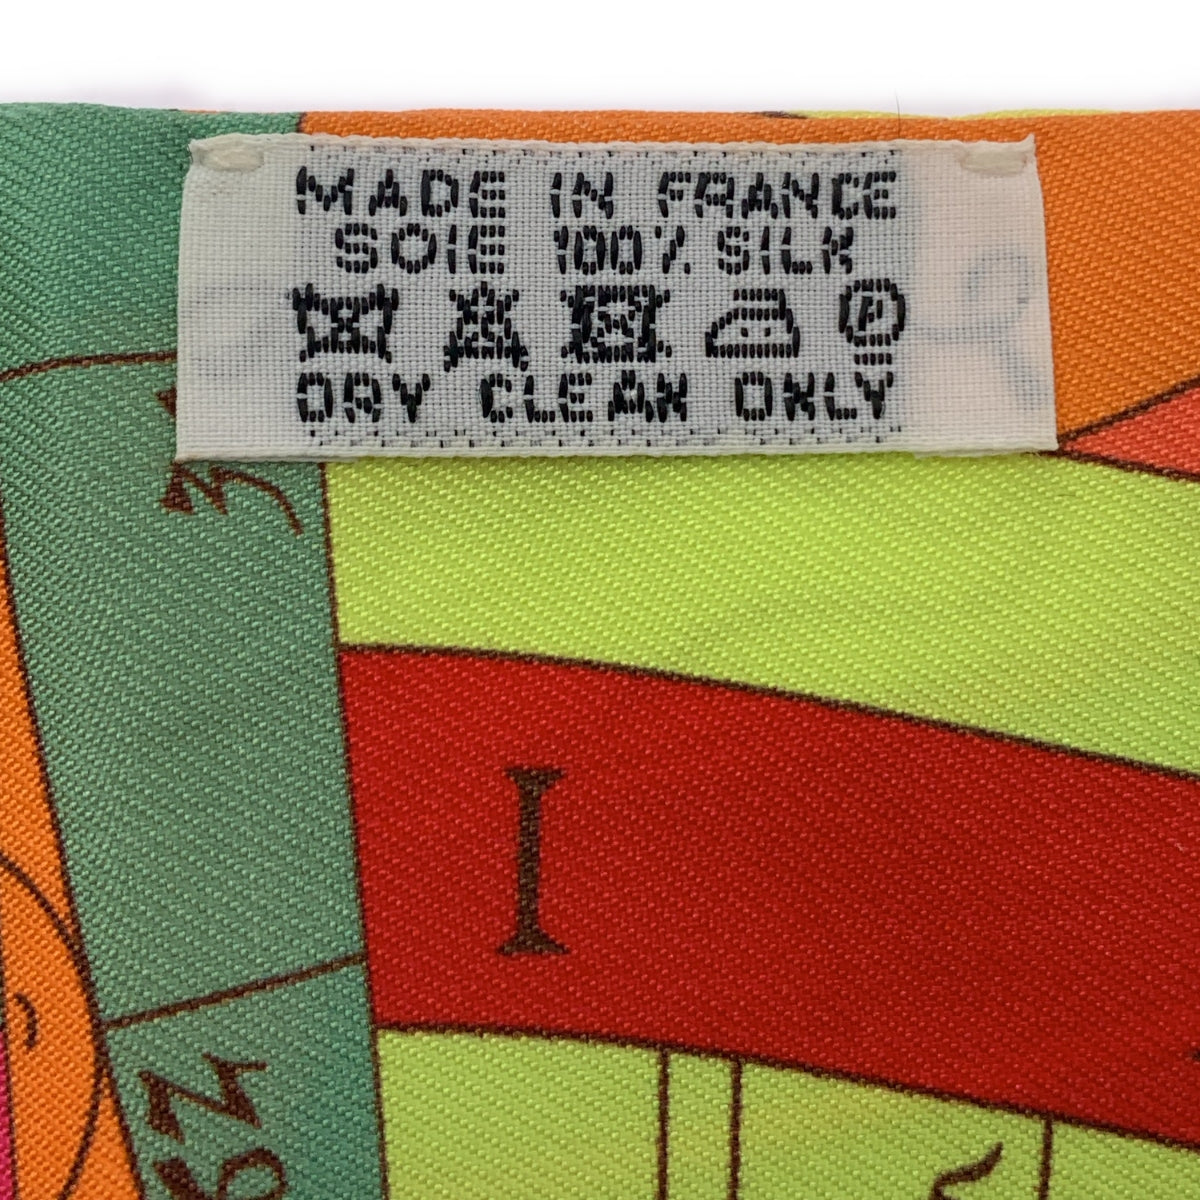 MADE IN FRANCE
SOIE 100% SILK
P
DRY CLEAN ONLY
I